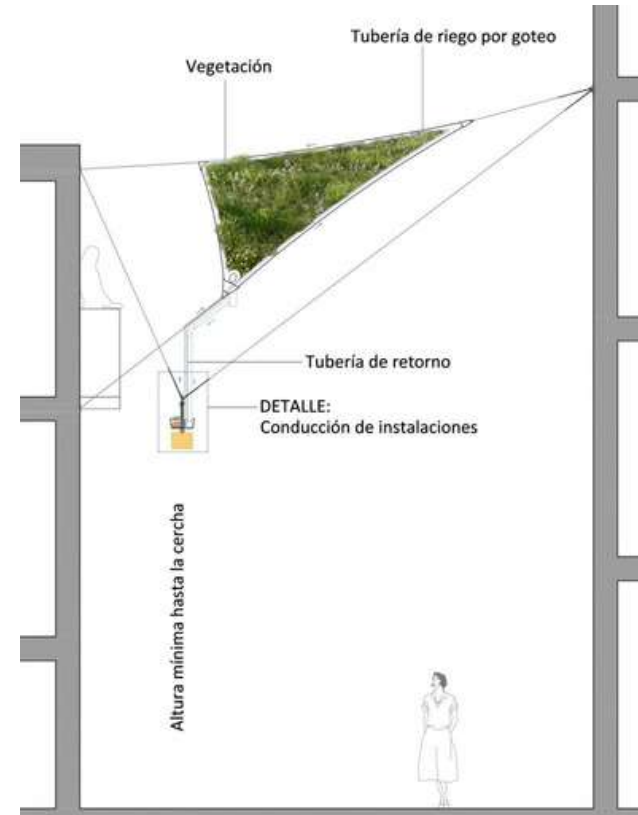 Tubería de riego por goteo
Vegetación
Tubería de retorno
DETALLE:
Conducción de instalaciones
Altura mínima hasta la cercha